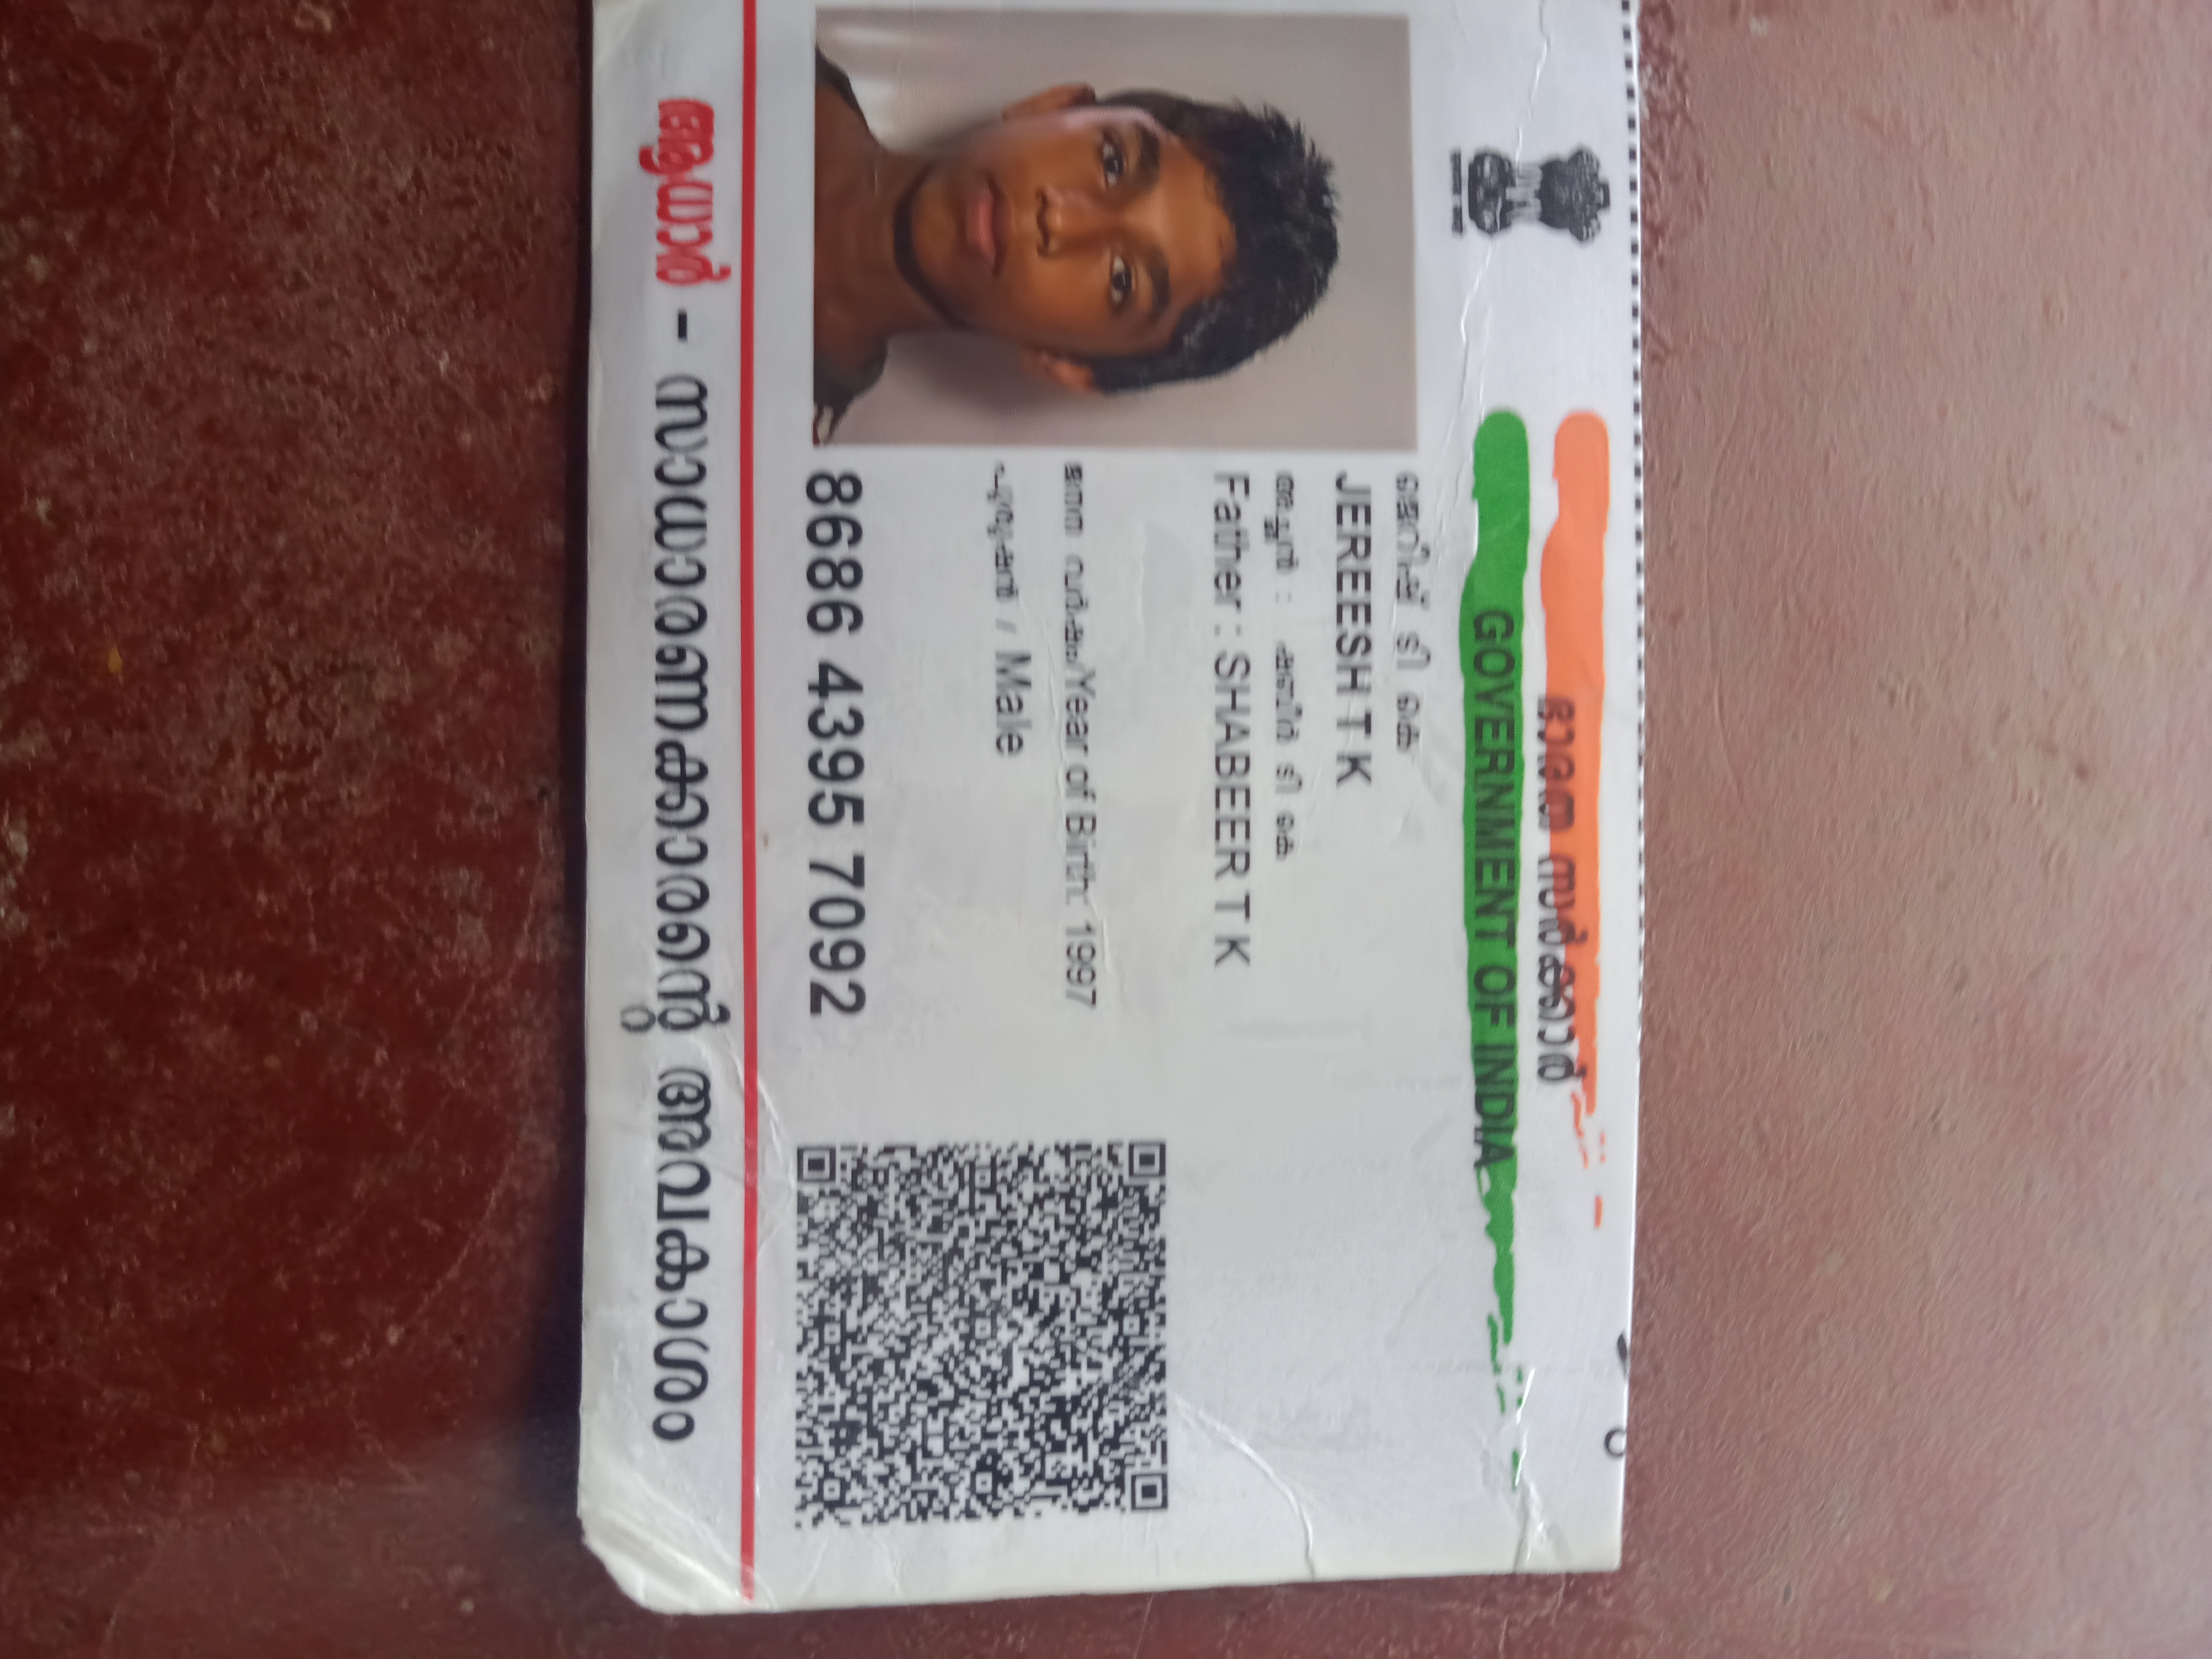 ഭാരത സർക്കാർ
GOVERNMENT OF INDIA
ജെറീഷ് ടി കെ
JEREESH T K
അച്ഛൻ : ഷബീർ ടി കെ
Father : SHABEER T K
ജനന വർഷം/Year of Birth: 1997
പുരുഷൻ / Male
8686 4395 7092
ആധാർ - സാധാരണക്കാരന്റെ അവകാശം